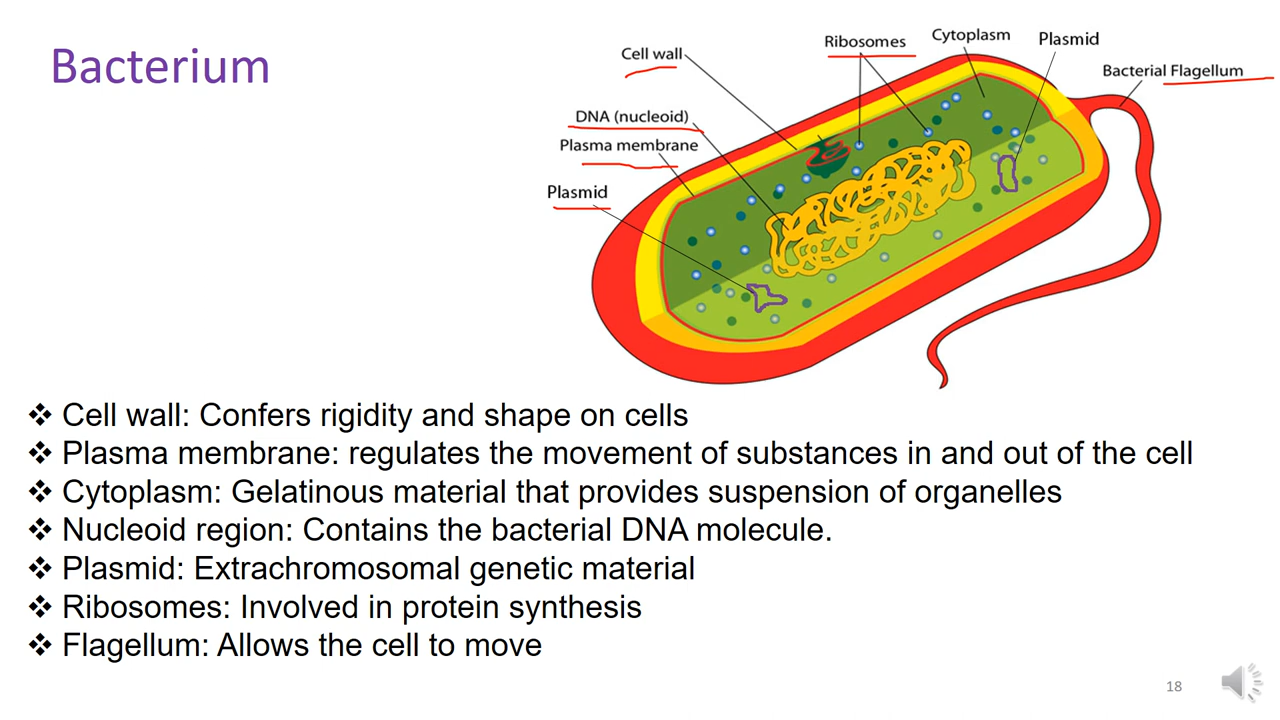 Bacterium
Cell wall
Ribosomes
Cytoplasm
Plasmid
Bacterial Flagellum
DNA (nucleoid)
Plasma membrane
Plasmid
❖ Cell wall: Confers rigidity and shape on cells
❖ Plasma membrane: regulates the movement of substances in and out of the cell
❖ Cytoplasm: Gelatinous material that provides suspension of organelles
❖ Nucleoid region: Contains the bacterial DNA molecule.
❖ Plasmid: Extrachromosomal genetic material
❖ Ribosomes: Involved in protein synthesis
❖ Flagellum: Allows the cell to move
18